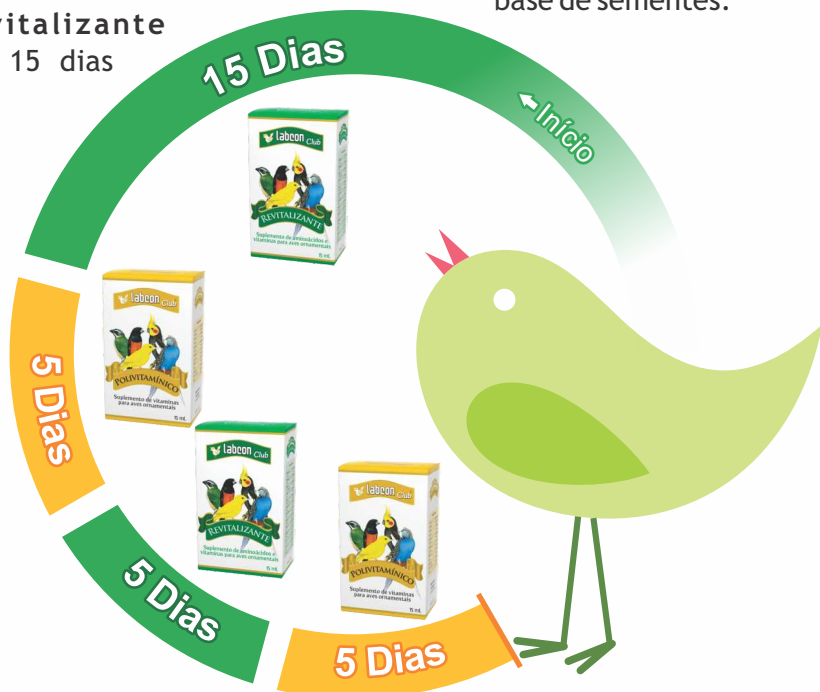 vitalizante
15 dias
base de sementes.
15 Dias
Início
labcon Club
REVITALIZANTE
Suplemento de aminoácidos e
vitaminas para aves ornamentais
15 mL
labcon Club
POLIVITAMÍNICO
Suplemento de vitaminas
para aves ornamentais
15 mL
5 Dias
labcon Club
REVITALIZANTE
Suplemento de aminoácidos e
vitaminas para aves ornamentais
15 mL
labcon Club
POLIVITAMÍNICO
Suplemento de vitaminas
para aves ornamentais
15 mL
5 Dias
5 Dias